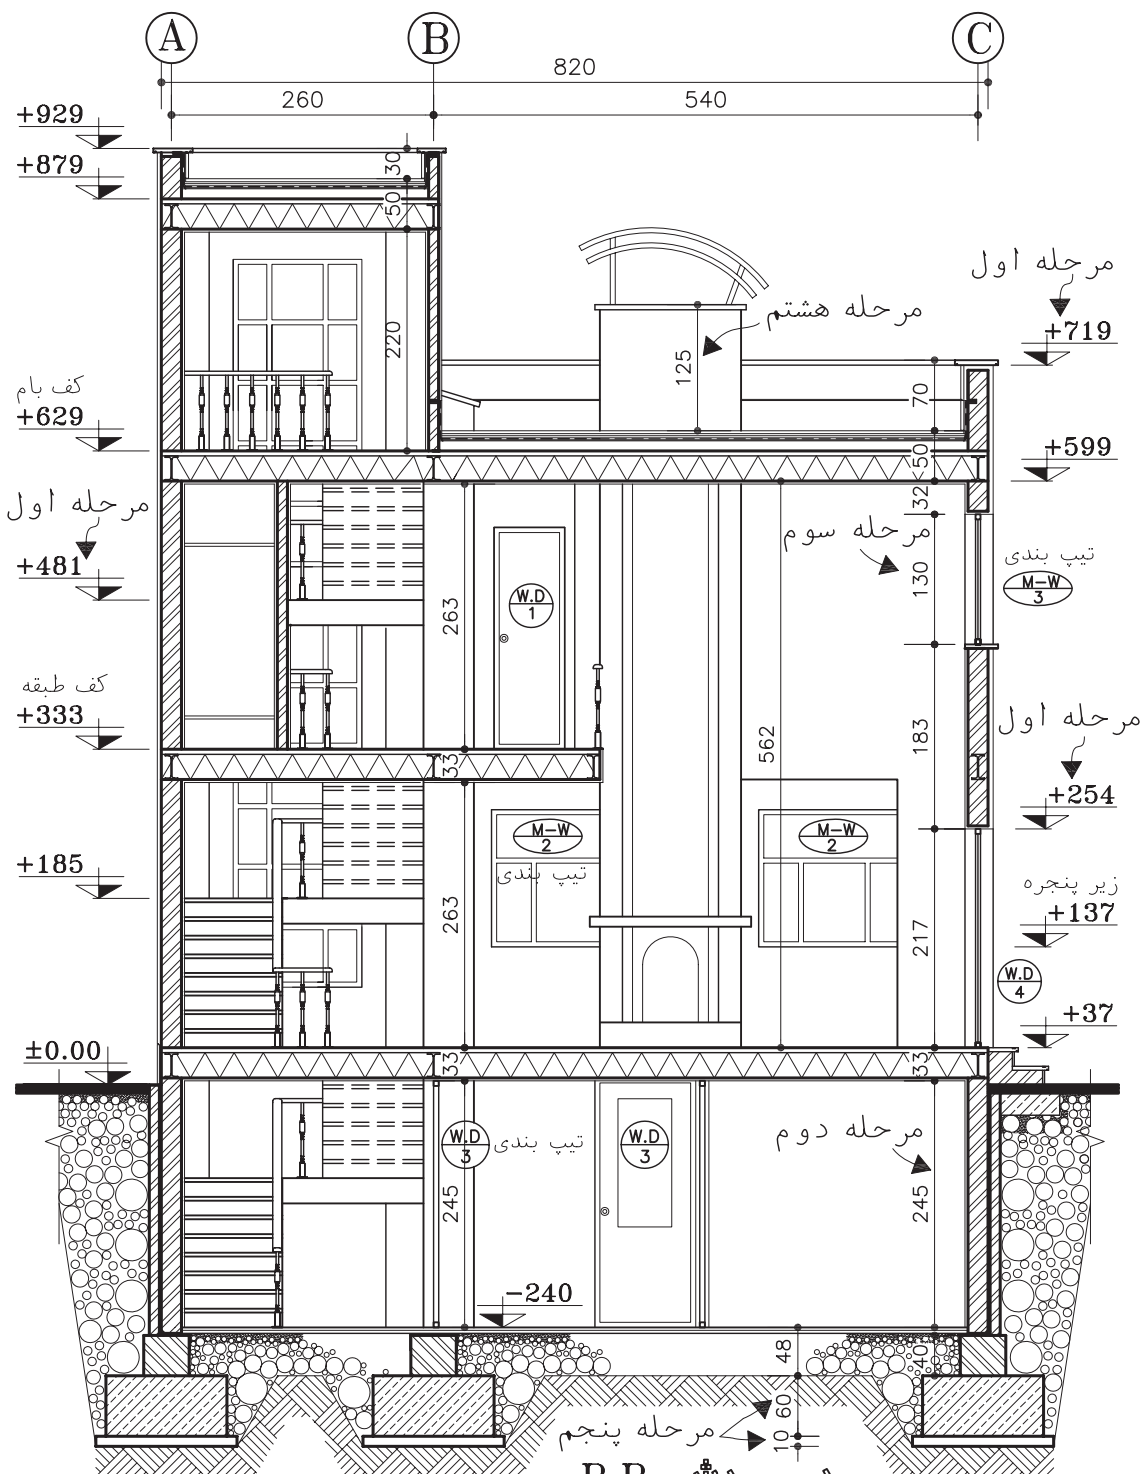 A B C
820
260 540
+929
+879
30
50
مرحله اول
مرحله هشتم
+719
220
125
70
کف بام
+629
50
+599
32
مرحله اول
مرحله سوم
تیپ بندی
M-W
3
+481
130
W.D
1
263
کف طبقه
+333
مرحله اول
183
562
33
+254
M-W
2
M-W
2
تیپ بندی
+185
زیر پنجره
+137
263
217
W.D
4
+37
±0.00
33
33
مرحله دوم
W.D
3
تیپ بندی
W.D
3
245
245
-240
48
40
60
مرحله پنجم
10
B-B